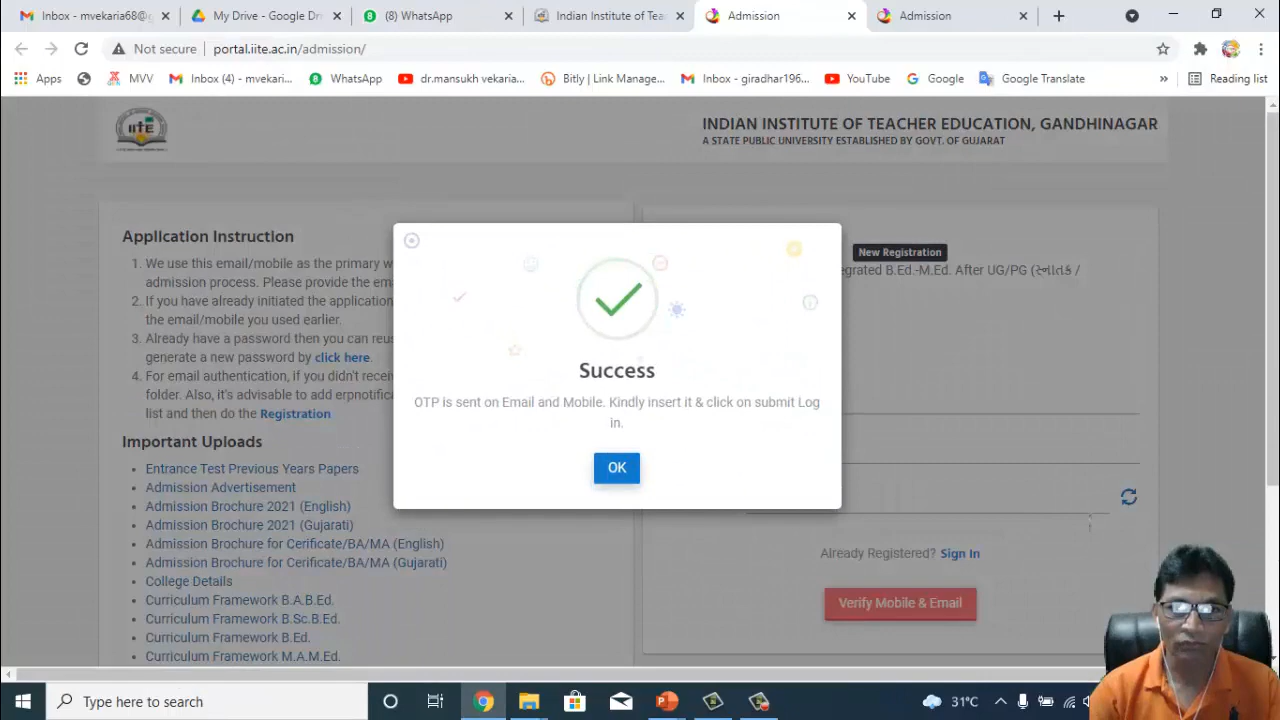 Inbox - mvekaria68@g
My Drive - Google Dr
(8) WhatsApp
Indian Institute of Tea
Admission
Admission
Not secure
portal.iite.ac.in/admission/
Apps
MVV
Inbox (4) - mvekaria...
WhatsApp
dr.mansukh vekaria...
Bitly | Link Manage...
Inbox - giradhar196...
YouTube
Google
Google Translate
»
Reading list
IITE
INDIAN INSTITUTE OF TEACHER EDUCATION, GANDHINAGAR
A STATE PUBLIC UNIVERSITY ESTABLISHED BY GOVT. OF GUJARAT
Application Instruction
1. We use this email/mobile as the primary w
admission process. Please provide the ema
2. If you have already initiated the application
the email/mobile you used earlier.
3. Already have a password then you can reus
generate a new password by click here.
4. For email authentication, if you didn't recei
folder. Also, it's advisable to add erpnotific
list and then do the Registration
Important Uploads
Entrance Test Previous Years Papers
Admission Advertisement
Admission Brochure 2021 (English)
Admission Brochure 2021 (Gujarati)
Admission Brochure for Cerificate/BA/MA (English)
Admission Brochure for Cerificate/BA/MA (Gujarati)
College Details
Curriculum Framework B.A.B.Ed.
Curriculum Framework B.Sc.B.Ed.
Curriculum Framework B.Ed.
Curriculum Framework M.A.M.Ed.
New Registration
egrated B.Ed.-M.Ed. After UG/PG (સ્નાતક /
Success
OTP is sent on Email and Mobile. Kindly insert it & click on submit Log
in.
OK
Already Registered? Sign In
Verify Mobile & Email
Type here to search
31°C